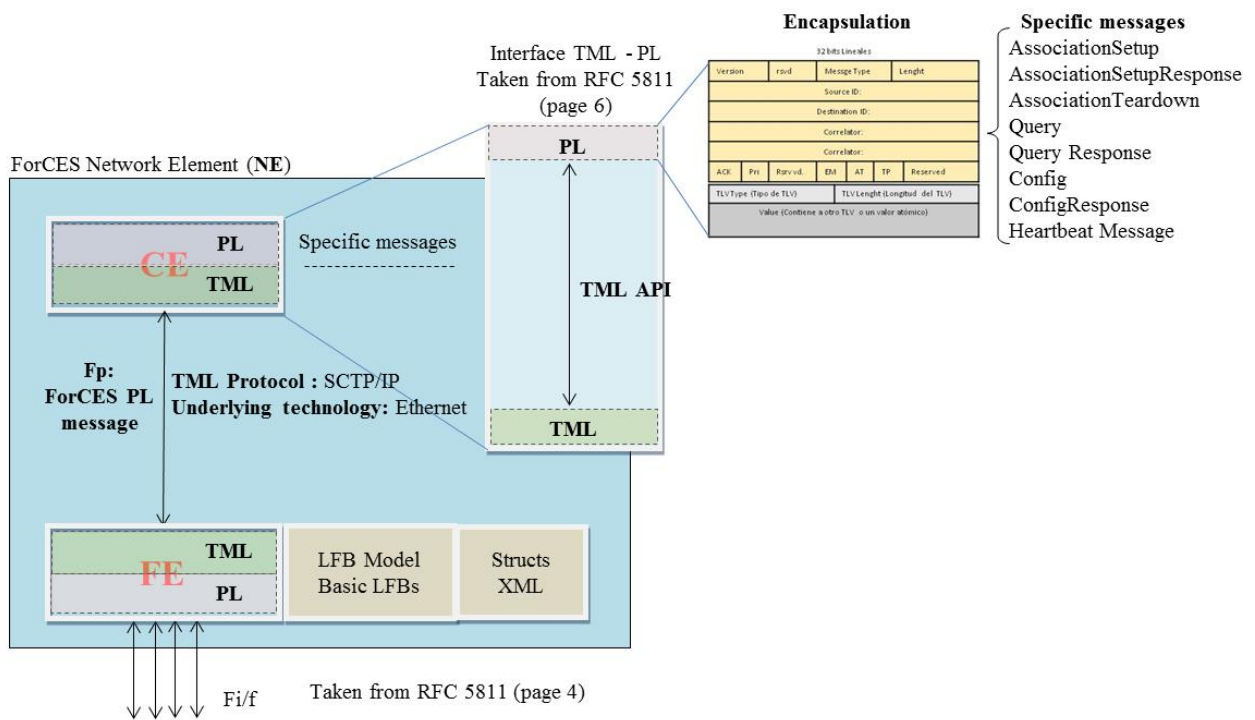 Encapsulation
Specific messages
32 bits Lineales
Version rsvd Messge Type Lenght
Source ID:
Destination ID:
Correlator:
Correlator:
ACK Pri Rsrvvd. EM AT TP Reserved
TLV Type (Tipo de TLV) TLV Lenght (Longitud del TLV)
Value (Contiene a otro TLV o un valor atómico)
AssociationSetup
AssociationSetupResponse
AssociationTeardown
Query
Query Response
Config
ConfigResponse
Heartbeat Message
Interface TML - PL
Taken from RFC 5811
(page 6)
PL
TML API
TML
ForCES Network Element (NE)
PL
CE
TML
Specific messages
Fp:
ForCES PL
message
TML Protocol : SCTP/IP
Underlying technology: Ethernet
TML
FE
PL
LFB Model
Basic LFBs
Structs
XML
Fi/f
Taken from RFC 5811 (page 4)